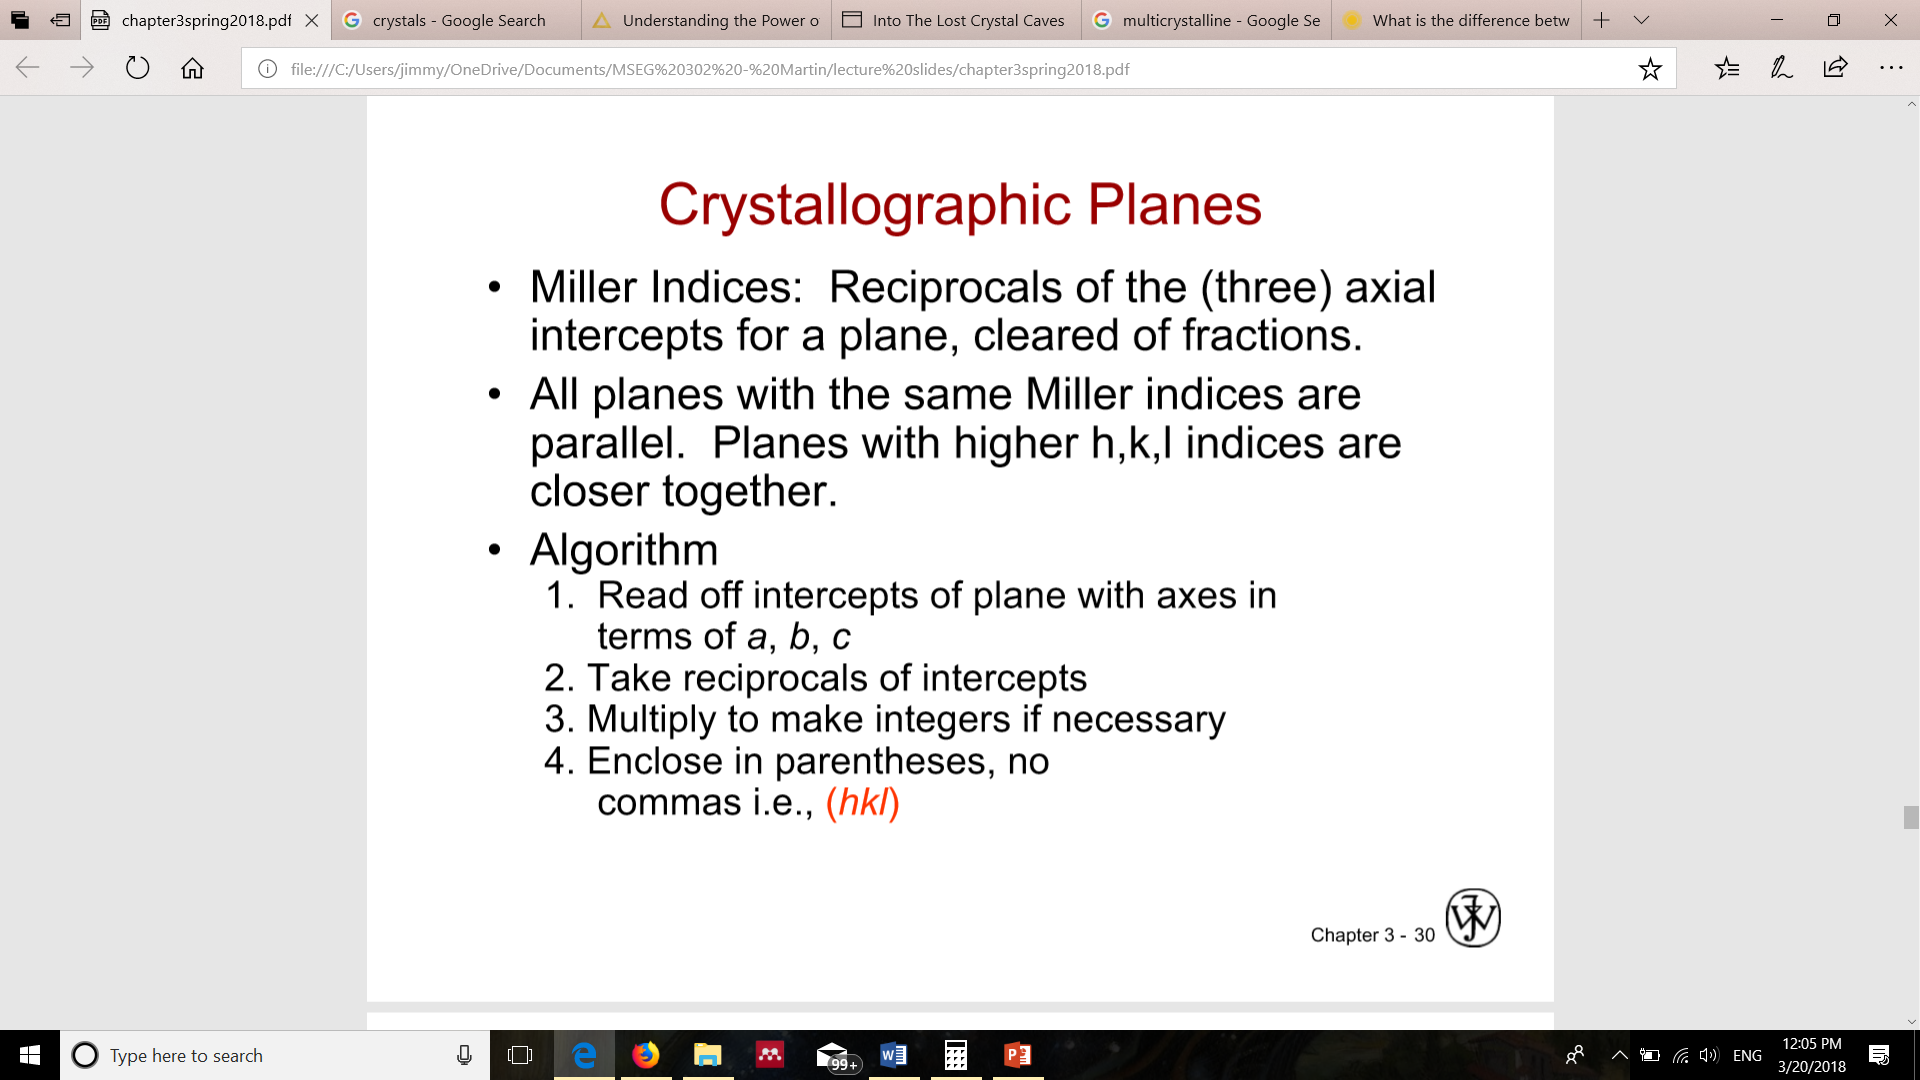 chapter3spring2018.pdf
crystals - Google Search
Understanding the Power o
Into The Lost Crystal Caves
multicrystalline - Google Se
What is the difference betw
file:///C:/Users/jimmy/OneDrive/Documents/MSEG%20302%20-%20Martin/lecture%20slides/chapter3spring2018.pdf
Crystallographic Planes
• Miller Indices: Reciprocals of the (three) axial
intercepts for a plane, cleared of fractions.
• All planes with the same Miller indices are
parallel. Planes with higher h,k,l indices are
closer together.
• Algorithm
1. Read off intercepts of plane with axes in
terms of a, b, c
2. Take reciprocals of intercepts
3. Multiply to make integers if necessary
4. Enclose in parentheses, no
commas i.e., (hkl)
Chapter 3 - 30
Type here to search
99+
ENG
12:05 PM
3/20/2018